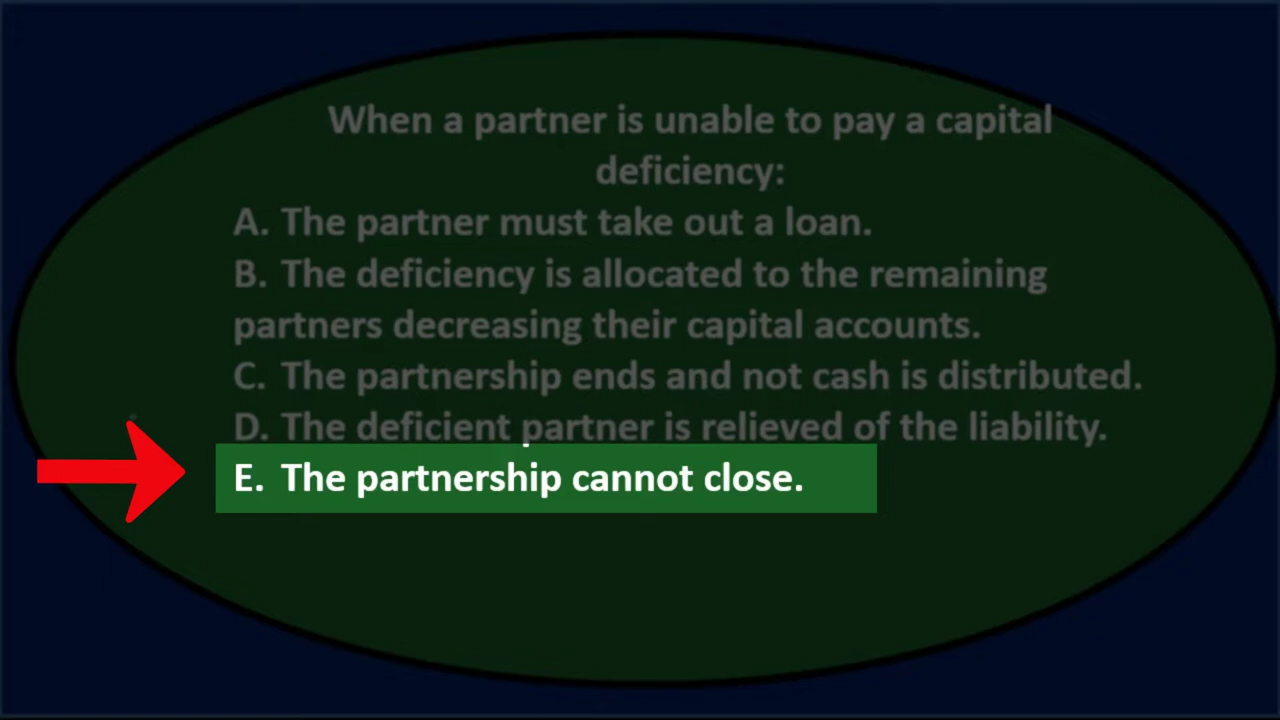 When a partner is unable to pay a capital
deficiency:
A. The partner must take out a loan.
B. The deficiency is allocated to the remaining
partners decreasing their capital accounts.
C. The partnership ends and not cash is distributed.
D. The deficient partner is relieved of the liability.
E. The partnership cannot close.